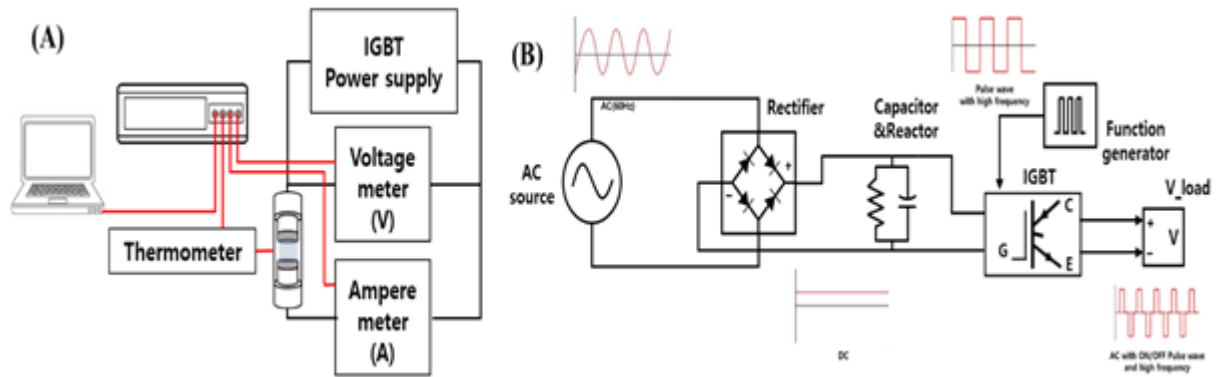 (A)
IGBT
Power supply
Voltage
meter
(V)
Thermometer
Ampere
meter
(A)
(B)
AC(60Hz)
Rectifier
Capacitor
&Reactor
Pulse wave
with high frequency
Function
generator
AC
source
+
−
IGBT
C
G
E
V_load
+
V
−
DC
AC with ON/OFF Pulse wave
and high frequency